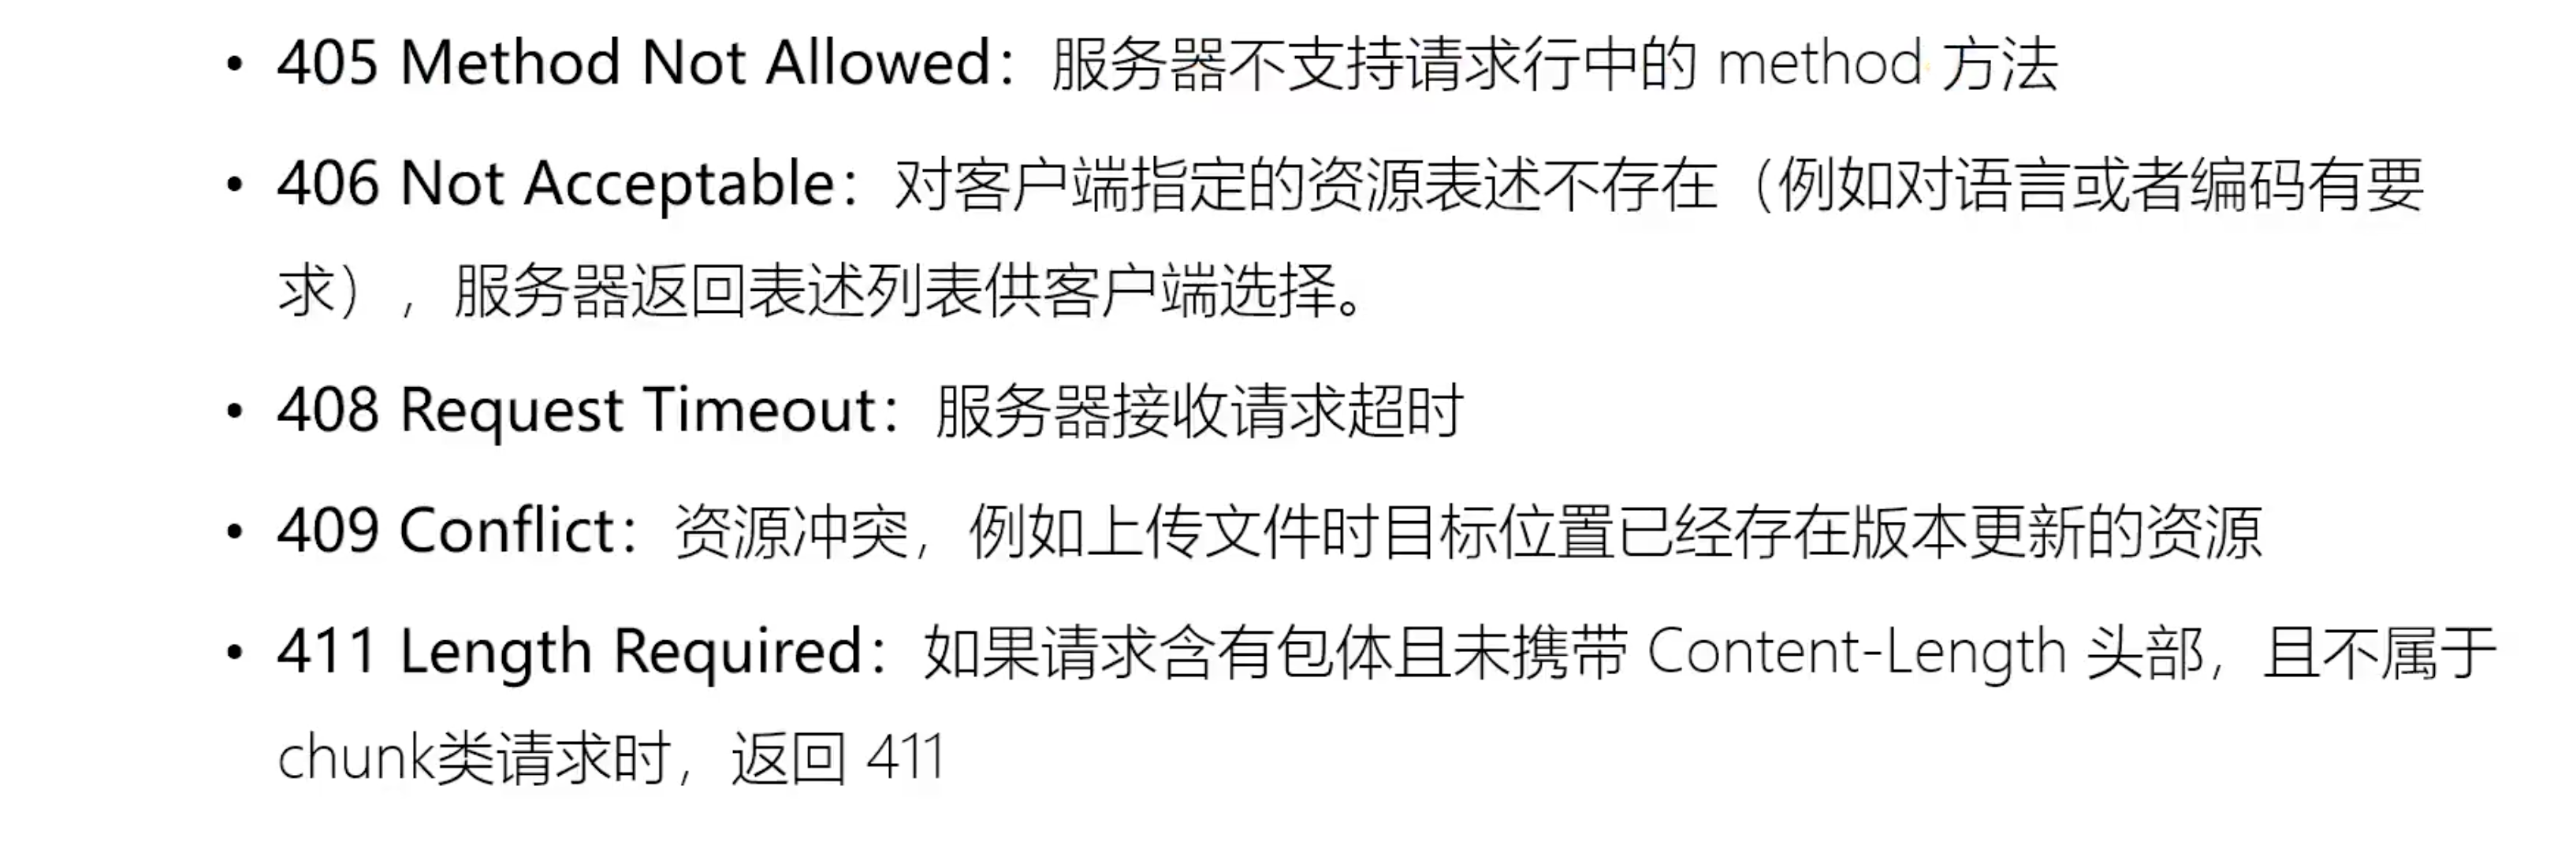 • 405 Method Not Allowed：服务器不支持请求行中的 method 方法
• 406 Not Acceptable：对客户端指定的资源表述不存在（例如对语言或者编码有要
求），服务器返回表述列表供客户端选择。
• 408 Request Timeout：服务器接收请求超时
• 409 Conflict：资源冲突，例如上传文件时目标位置已经存在版本更新的资源
• 411 Length Required：如果请求含有包体且未携带 Content-Length 头部，且不属于
chunk类请求时，返回 411